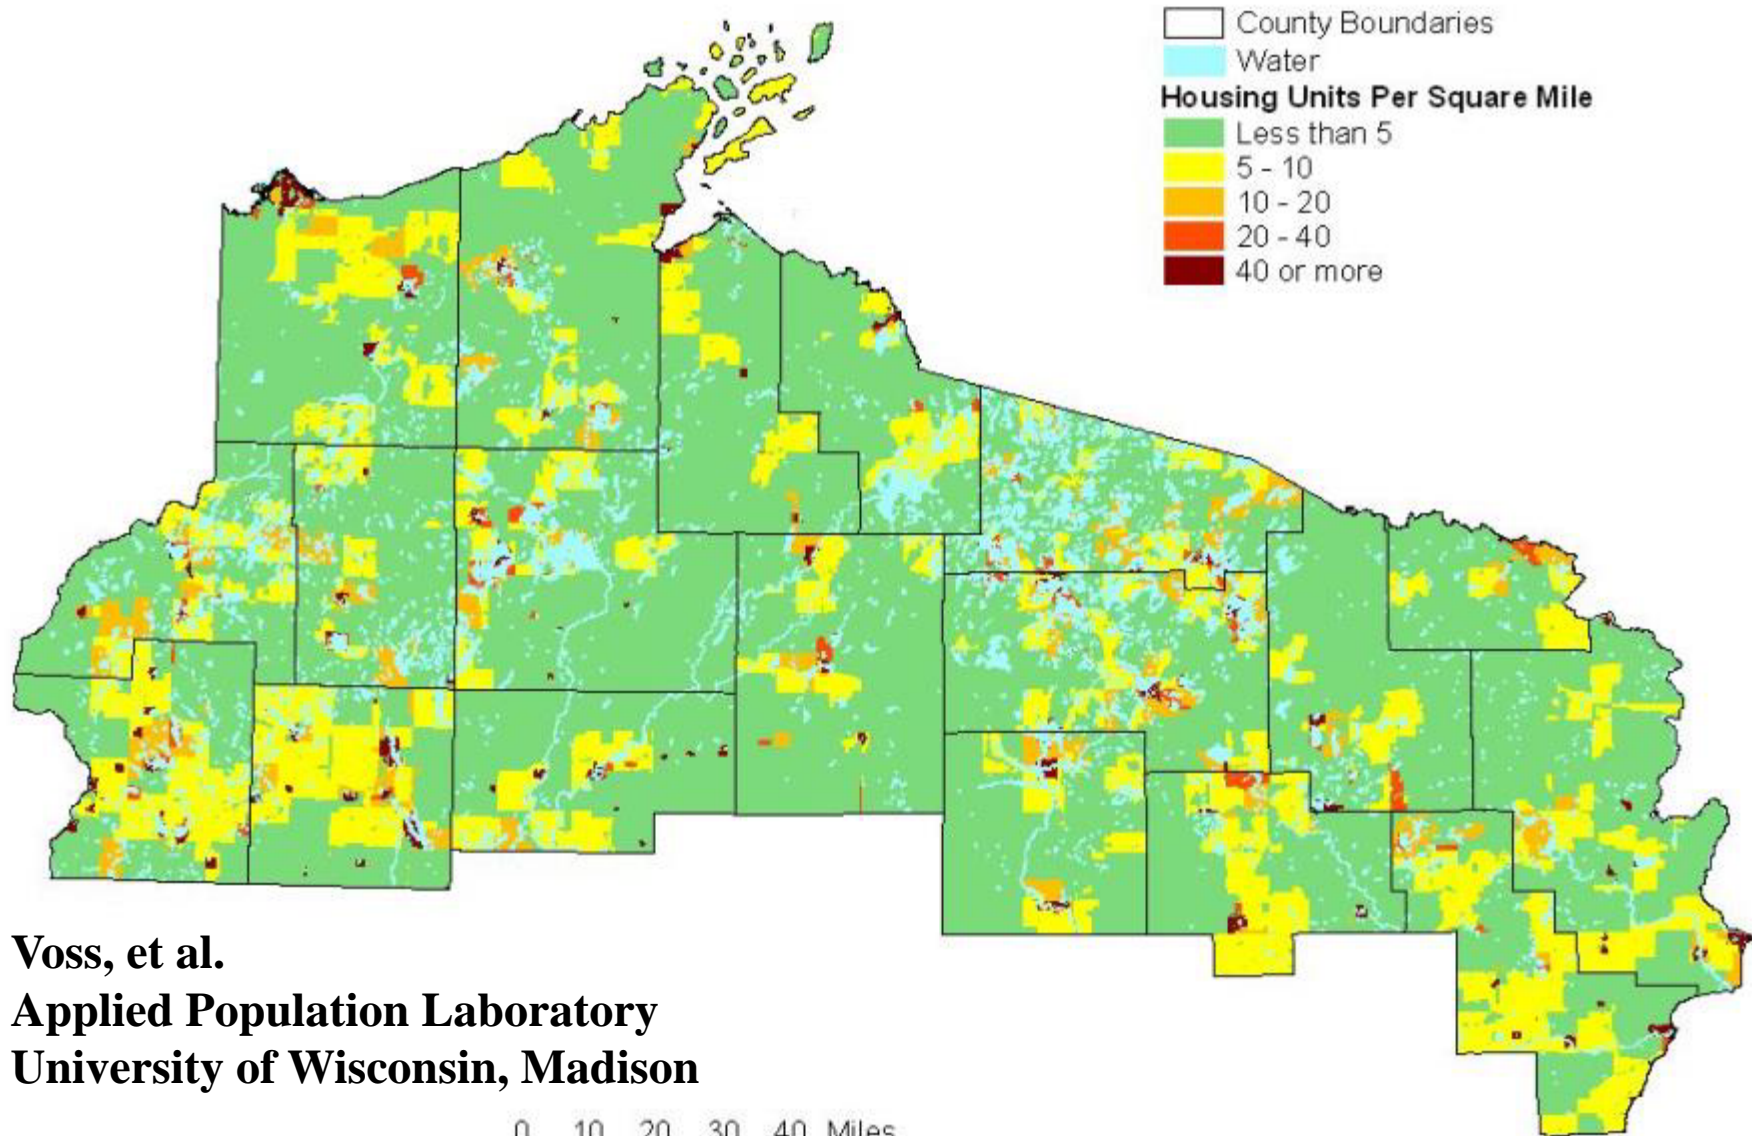 County Boundaries
Water
Housing Units Per Square Mile
Less than 5
5 - 10
10 - 20
20 - 40
40 or more
Voss, et al.
Applied Population Laboratory
University of Wisconsin, Madison
0 10 20 30 40 Miles